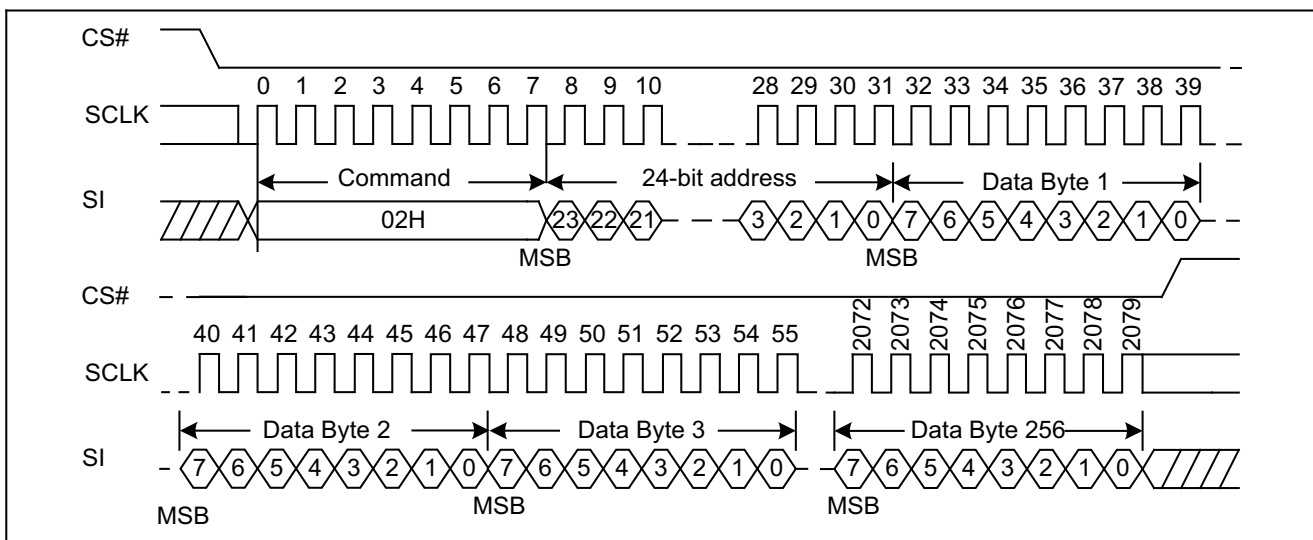 CS#
0 1 2 3 4 5 6 7 8 9 10 28 29 30 31 32 33 34 35 36 37 38 39
SCLK
Command 24-bit address Data Byte 1
SI
02H 23 22 21 3 2 1 0 7 6 5 4 3 2 1 0
MSB MSB
CS#
40 41 42 43 44 45 46 47 48 49 50 51 52 53 54 55 2072 2073 2074 2075 2076 2077 2078 2079
SCLK
Data Byte 2 Data Byte 3 Data Byte 256
SI
7 6 5 4 3 2 1 0 7 6 5 4 3 2 1 0 7 6 5 4 3 2 1 0
MSB MSB MSB